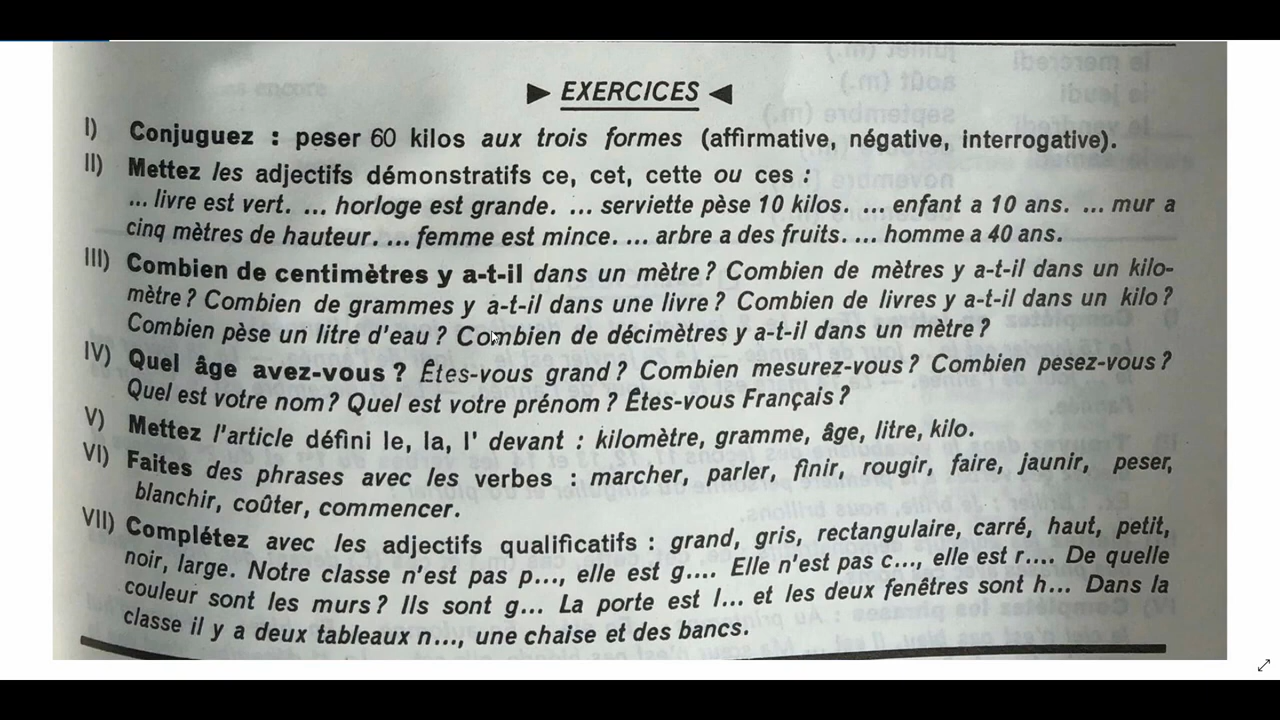 ► EXERCICES ◄
I) Conjuguez : peser 60 kilos aux trois formes (affirmative, négative, interrogative).
II) Mettez les adjectifs démonstratifs ce, cet, cette ou ces :
... livre est vert. ... horloge est grande. ... serviette pèse 10 kilos. ... enfant a 10 ans. ... mur a
cinq mètres de hauteur. ... femme est mince. ... arbre a des fruits. ... homme a 40 ans.
III) Combien de centimètres y a-t-il dans un mètre ? Combien de mètres y a-t-il dans un kilo-
mètre ? Combien de grammes y a-t-il dans une livre ? Combien de livres y a-t-il dans un kilo ?
Combien pèse un litre d'eau ? Combien de décimètres y a-t-il dans un mètre ?
IV) Quel âge avez-vous ? Êtes-vous grand ? Combien mesurez-vous ? Combien pesez-vous ?
Quel est votre nom ? Quel est votre prénom ? Êtes-vous Français ?
V) Mettez l'article défini le, la, l' devant : kilomètre, gramme, âge, litre, kilo.
VI) Faites des phrases avec les verbes : marcher, parler, finir, rougir, faire, jaunir, peser,
blanchir, coûter, commencer.
VII) Complétez avec les adjectifs qualificatifs : grand, gris, rectangulaire, carré, haut, petit,
noir, large. Notre classe n'est pas p..., elle est g.... Elle n'est pas c..., elle est r.... De quelle
couleur sont les murs ? Ils sont g... La porte est l... et les deux fenêtres sont h... Dans la
classe il y a deux tableaux n..., une chaise et des bancs.